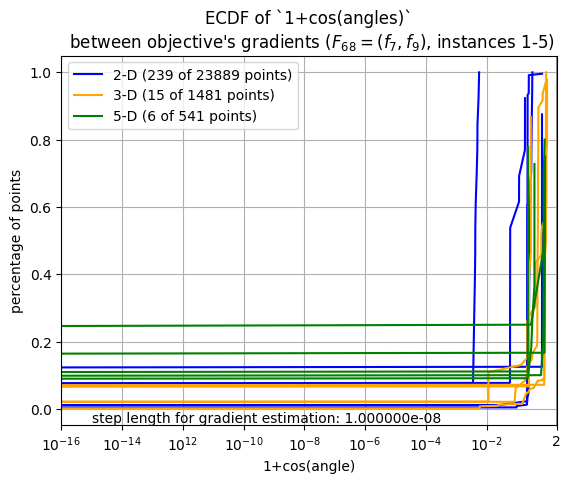 ECDF of `1+cos(angles)`
between objective's gradients (F68 = (f7, f9), instances 1-5)
2-D (239 of 23889 points)
3-D (15 of 1481 points)
5-D (6 of 541 points)
percentage of points
1.0
0.8
0.6
0.4
0.2
0.0
step length for gradient estimation: 1.000000e-08
10^-16 10^-14 10^-12 10^-10 10^-8 10^-6 10^-4 10^-2 2
1+cos(angle)